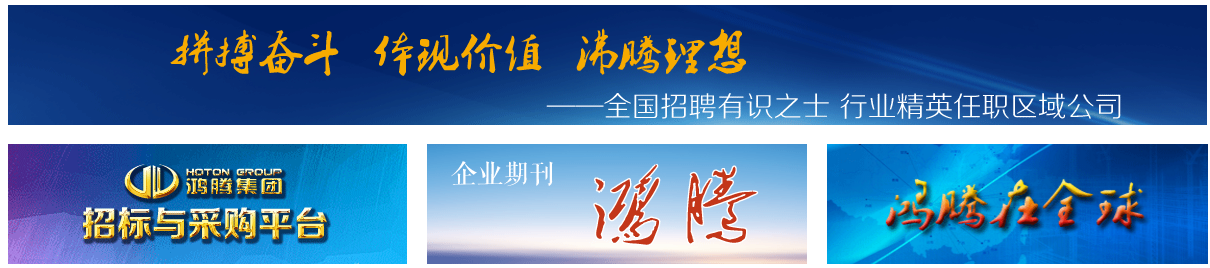 拼搏奋斗 体现价值 沸腾理想
——全国招聘有识之士 行业精英任职区域公司
HOTON GROUP
鸿腾集团
招标与采购平台
企业期刊
鸿腾
鸿腾在全球